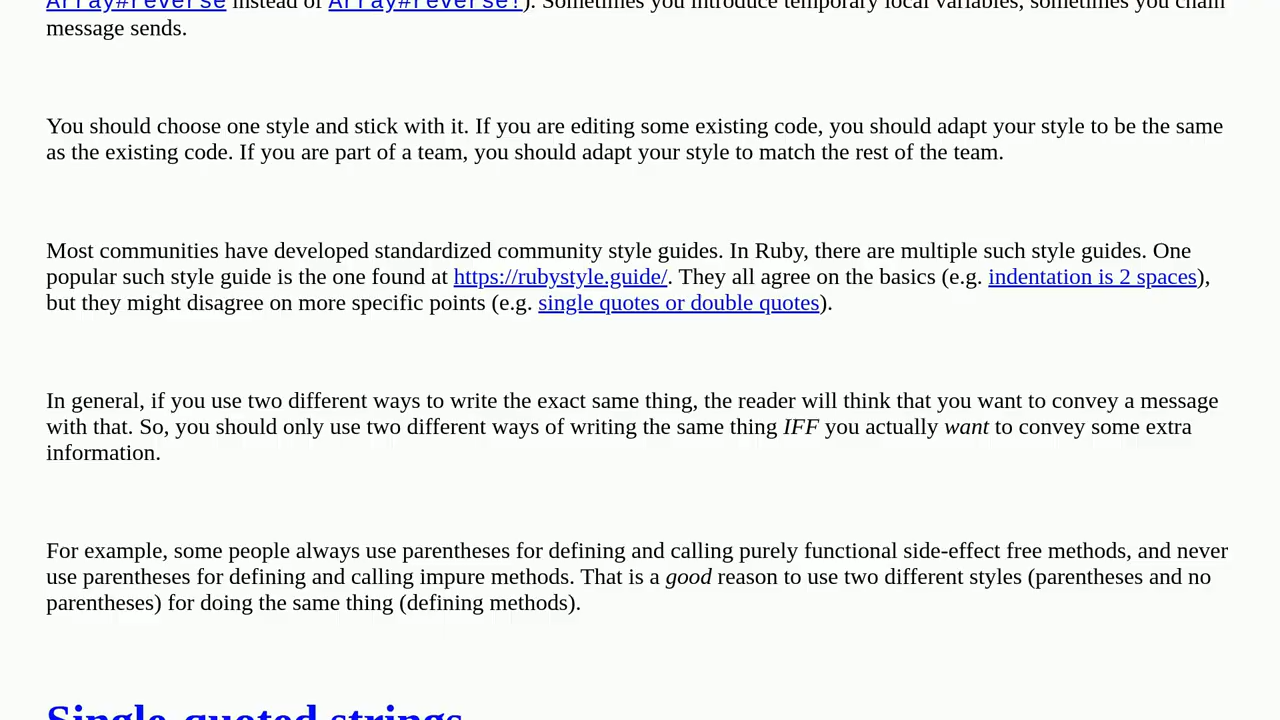 Array#reverse instead of Array#reverse!). Sometimes you introduce temporary local variables, sometimes you chain
message sends.
You should choose one style and stick with it. If you are editing some existing code, you should adapt your style to be the same
as the existing code. If you are part of a team, you should adapt your style to match the rest of the team.
Most communities have developed standardized community style guides. In Ruby, there are multiple such style guides. One
popular such style guide is the one found at https://rubystyle.guide/. They all agree on the basics (e.g. indentation is 2 spaces),
but they might disagree on more specific points (e.g. single quotes or double quotes).
In general, if you use two different ways to write the exact same thing, the reader will think that you want to convey a message
with that. So, you should only use two different ways of writing the same thing IFF you actually want to convey some extra
information.
For example, some people always use parentheses for defining and calling purely functional side-effect free methods, and never
use parentheses for defining and calling impure methods. That is a good reason to use two different styles (parentheses and no
parentheses) for doing the same thing (defining methods).
Single-quoted strings